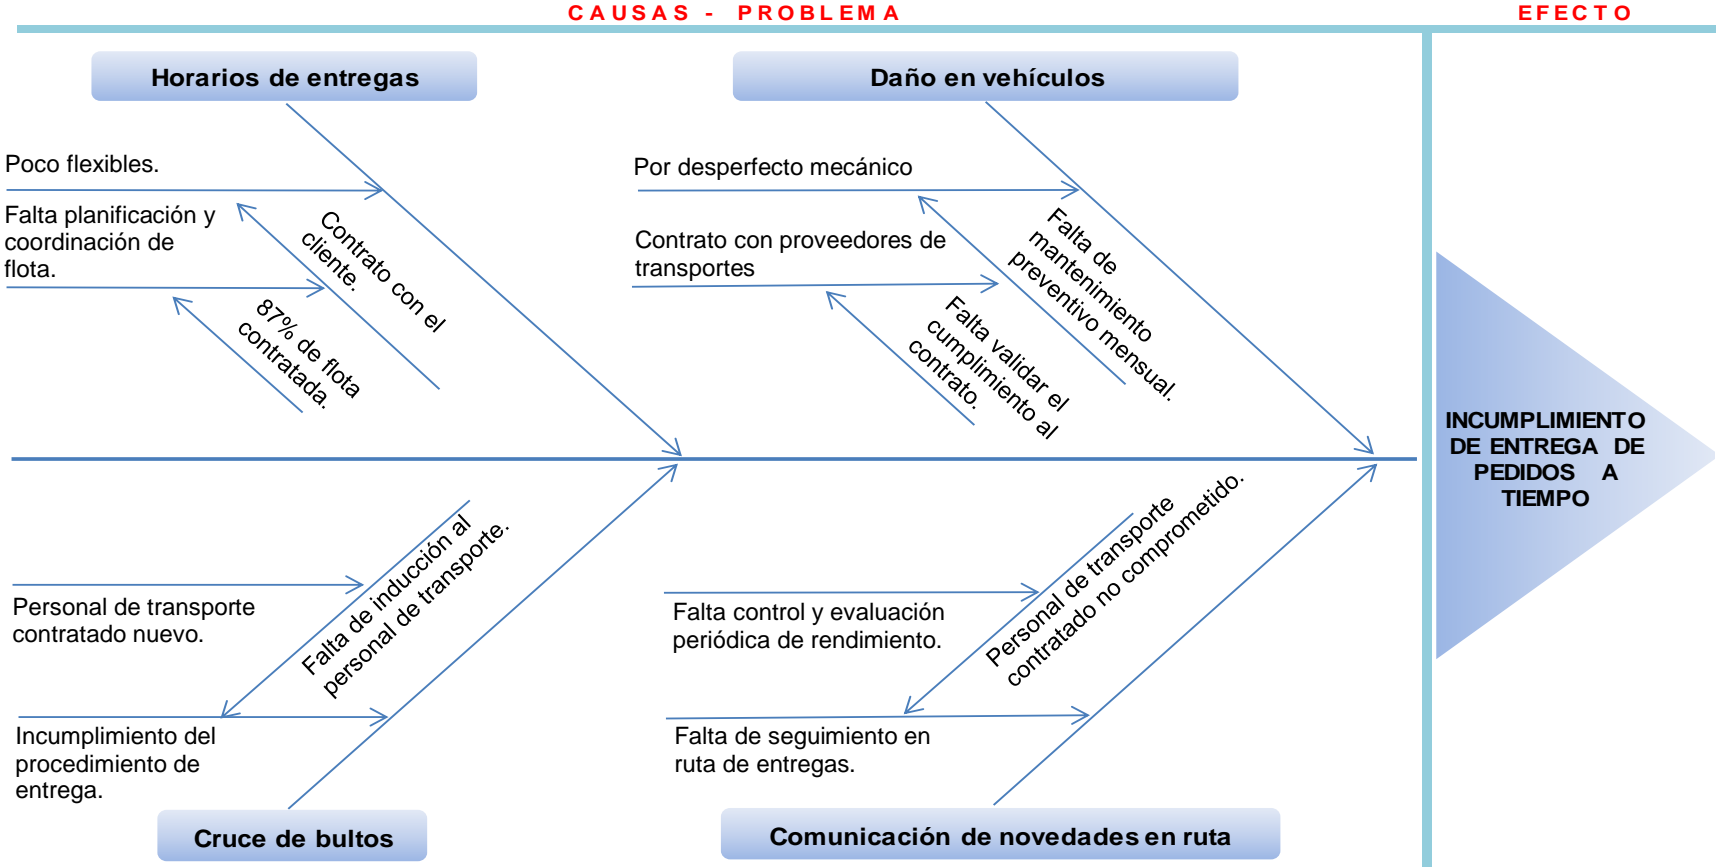 CAUSAS - PROBLEMA
EFECTO
Horarios de entregas
Daño en vehículos
Poco flexibles.
Falta planificación y
coordinación de
flota.
Contrato con el
cliente.
87% de flota
contratada.
Por desperfecto mecánico
Contrato con proveedores de
transportes
Falta de
mantenimiento
preventivo mensual.
Falta validar el
cumplimiento al
contrato.
INCUMPLIMIENTO
DE ENTREGA DE
PEDIDOS A
TIEMPO
Personal de transporte
contratado nuevo.
Falta de inducción al
personal de transporte.
Incumplimiento del
procedimiento de
entrega.
Falta control y evaluación
periódica de rendimiento.
Personal de transporte
contratado no comprometido.
Falta de seguimiento en
ruta de entregas.
Cruce de bultos
Comunicación de novedades en ruta